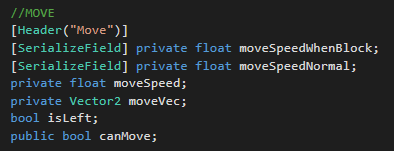 //MOVE
[Header("Move")]
[SerializeField] private float moveSpeedWhenBlock;
[SerializeField] private float moveSpeedNormal;
private float moveSpeed;
private Vector2 moveVec;
bool isLeft;
public bool canMove;